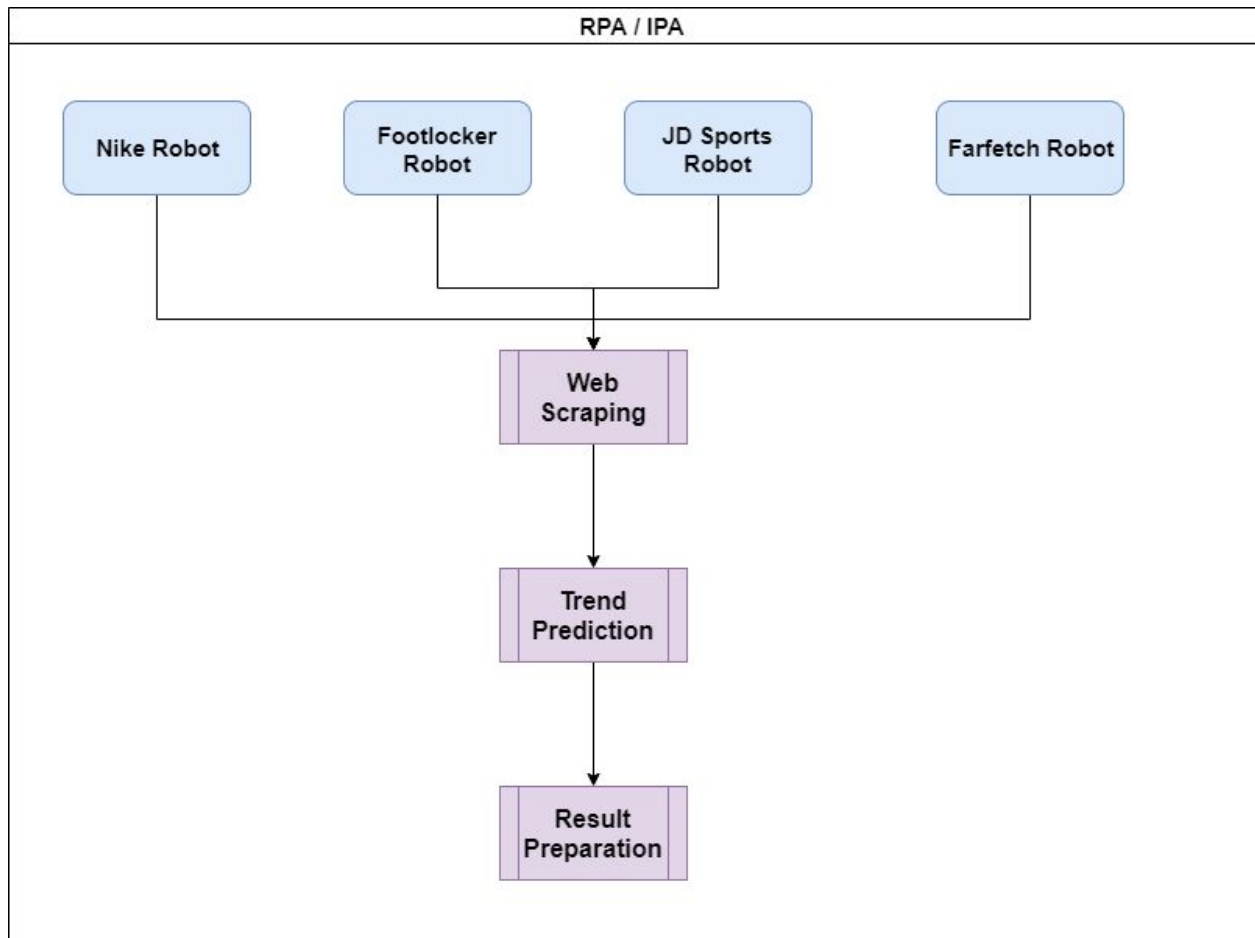 RPA / IPA
Nike Robot
Footlocker
Robot
JD Sports
Robot
Farfetch Robot
Web
Scraping
Trend
Prediction
Result
Preparation